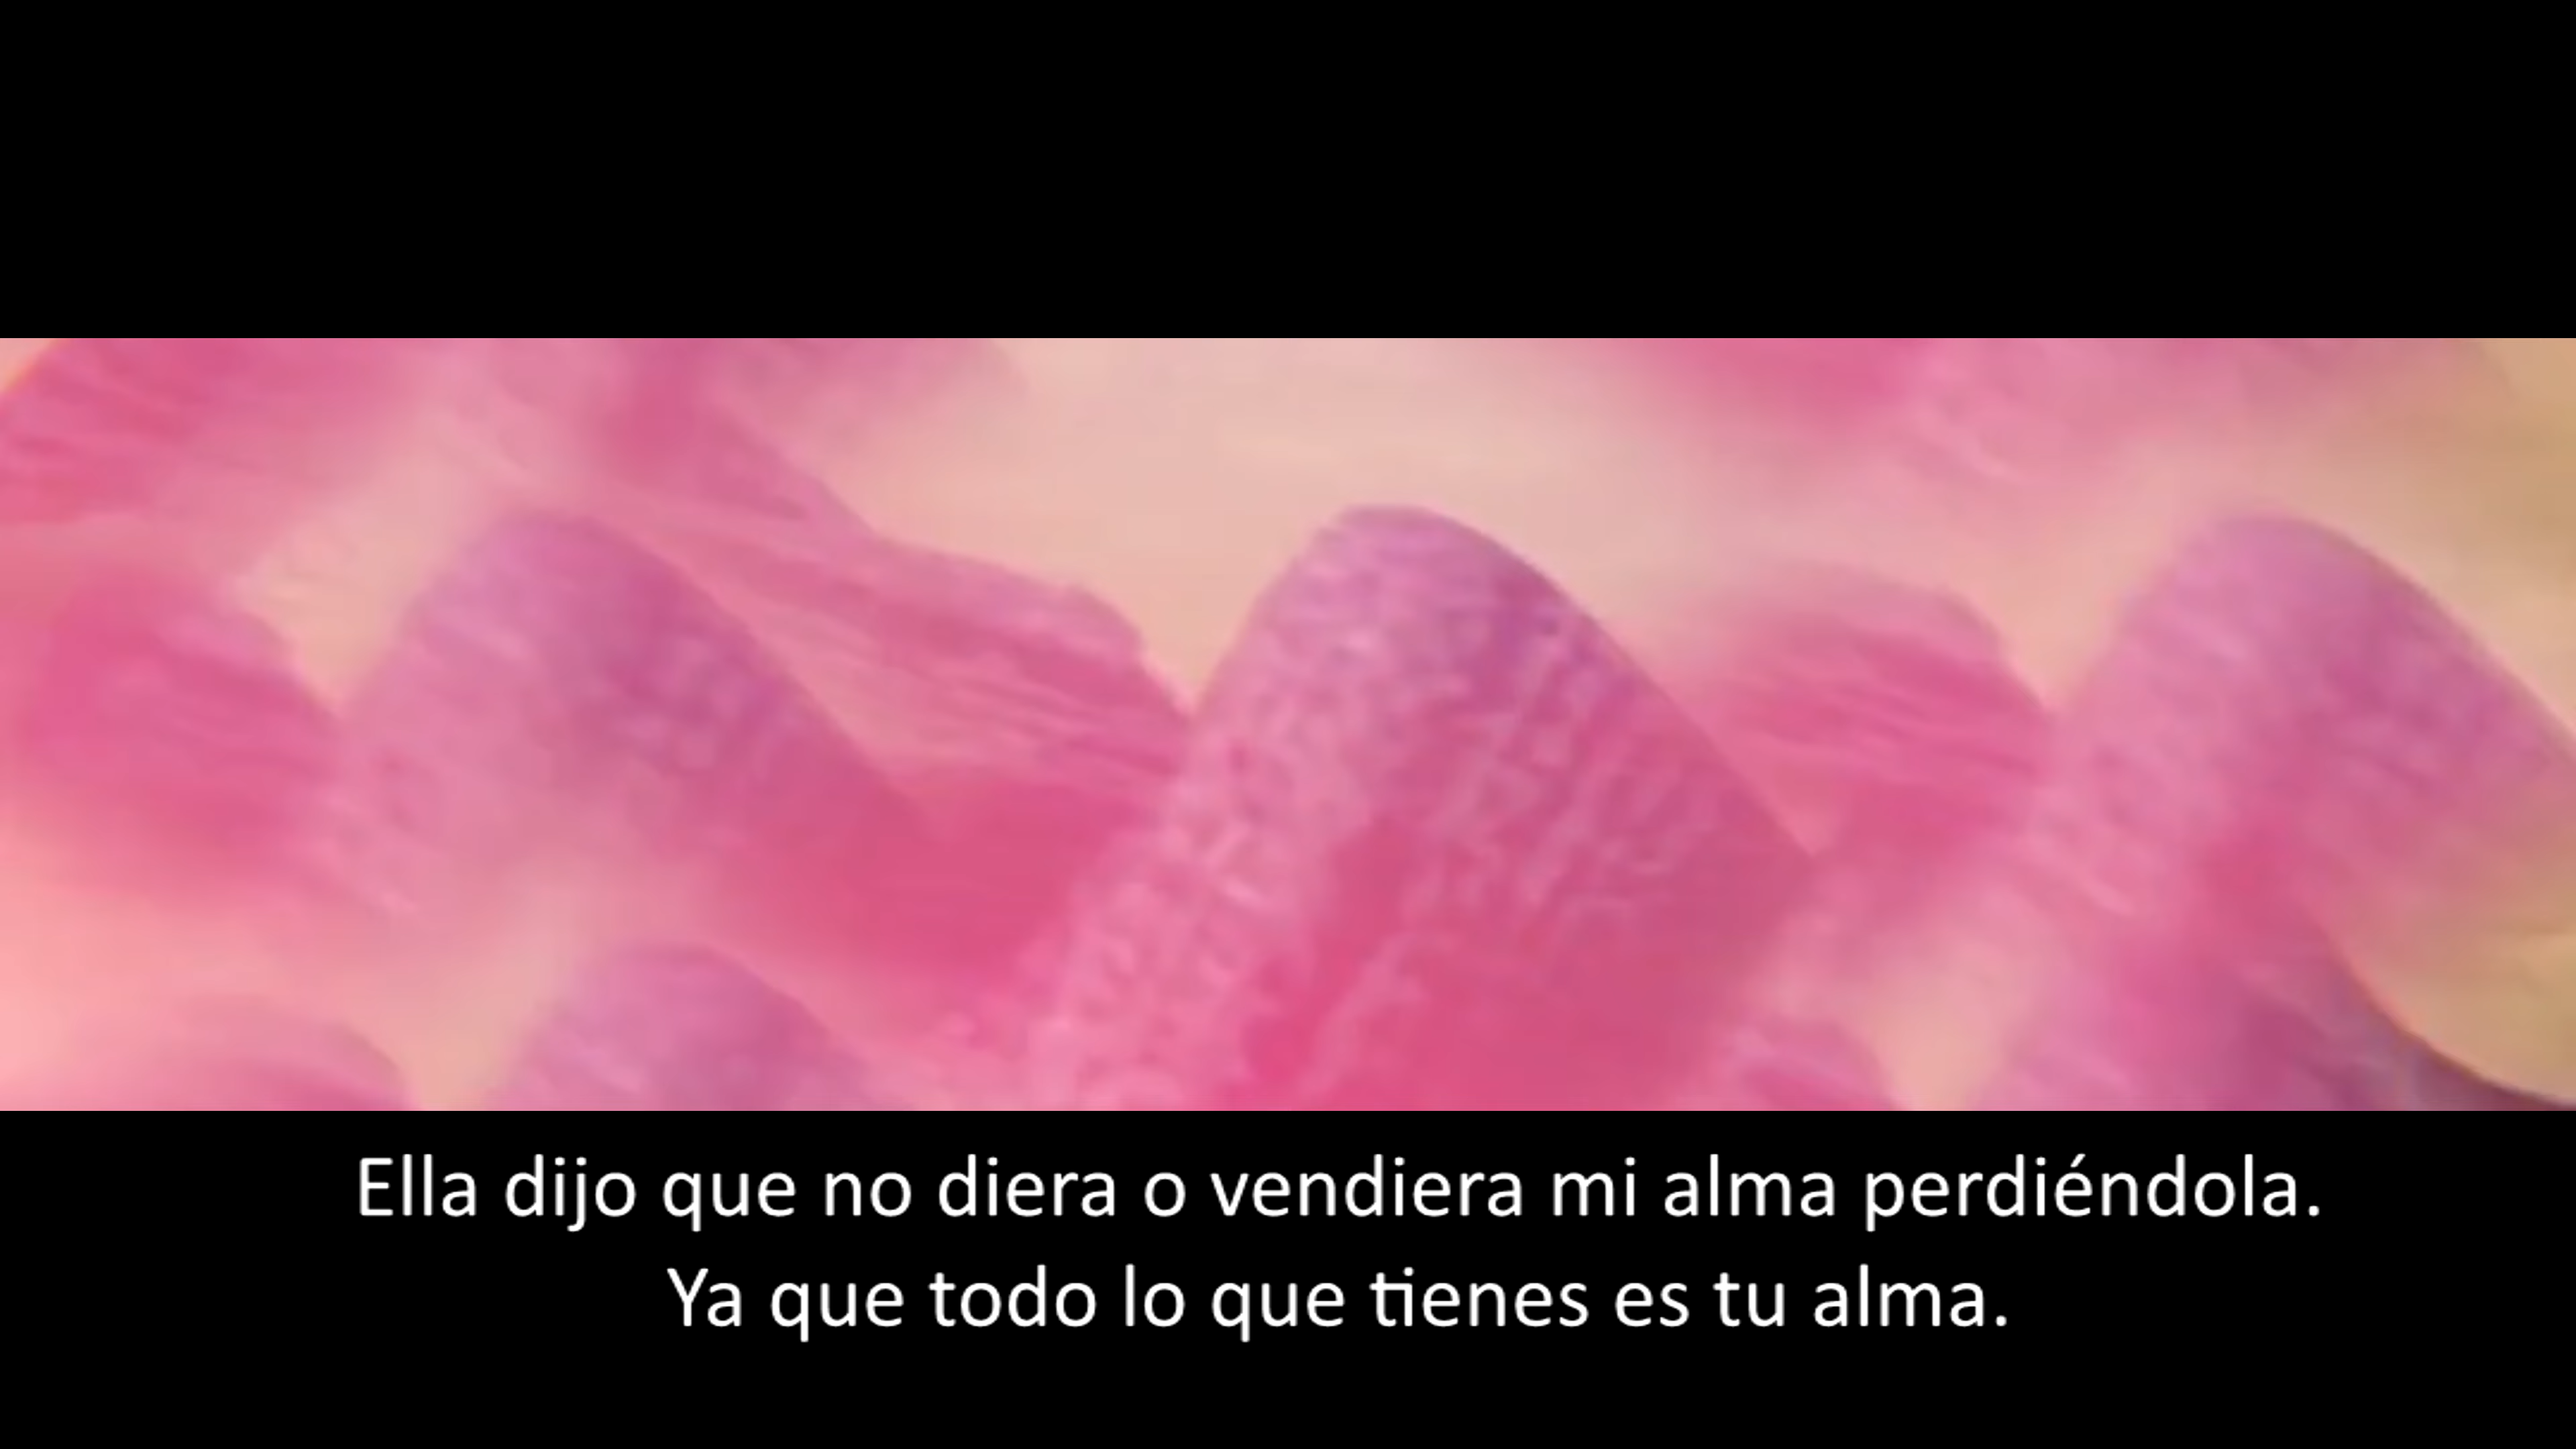 Ella dijo que no diera o vendiera mi alma perdiéndola.
Ya que todo lo que tienes es tu alma.